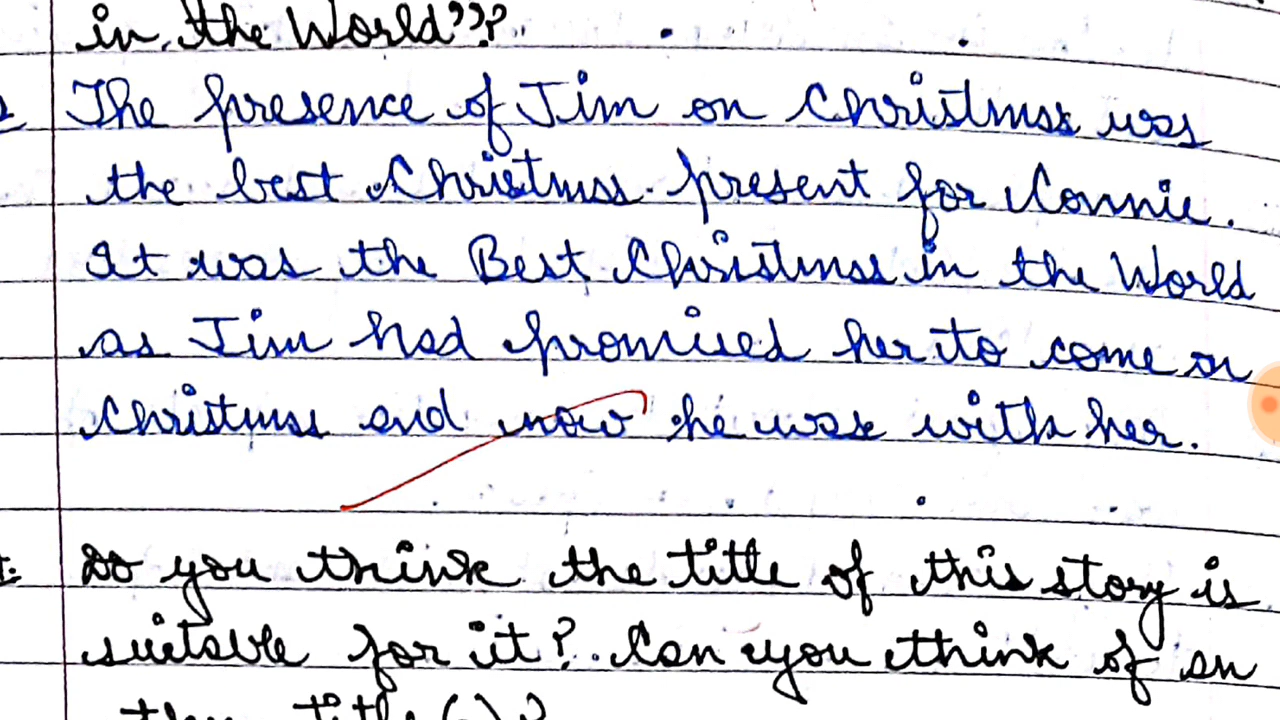 in the World"?
The presence of Jim on Christmas was
the best Christmas present for Connie.
It was the Best Christmas in the World
as Jim had promised her to come on
Christmas and now he was with her.
Do you think the title of this story is
suitable for it? Can you think of an
ther title(s)?